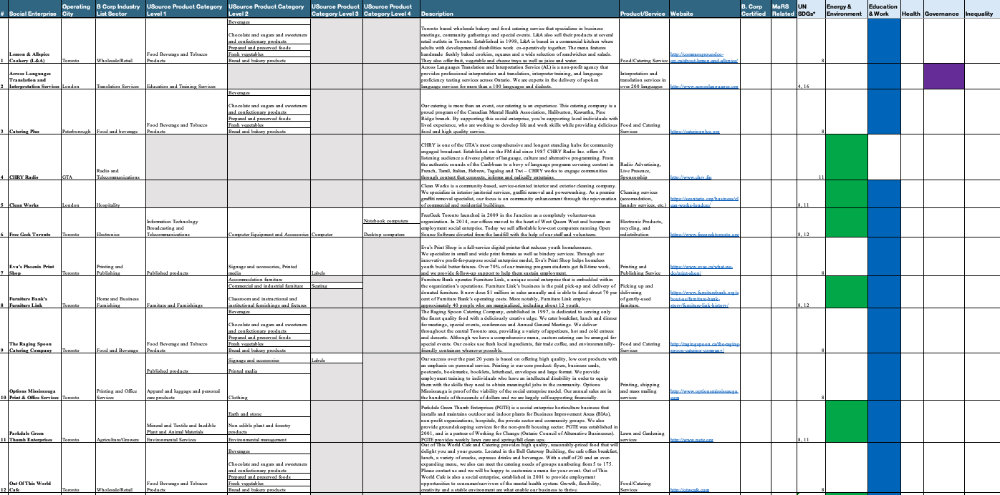 # Social Enterprise Operating City B Corp Industry List Sector USource Product Category Level 1 USource Product Category Level 2 USource Product Category Level 3 USource Product Category Level 4 Description Product/Service Website B. Corp Certified MaRS Related UN SDGs* Energy & Environment Education & Work Health Governance Inequality
1
Lemon & Allspice
Cookery (L&A)
Toronto
Wholesale/Retail
Food Beverage and Tobacco
Products
Beverages
Chocolate and sugars and sweeteners
and confectionery products
Prepared and preserved foods
Fresh vegetables
Bread and bakery products
Toronto based wholesale bakery and food catering service that specializes in business
meetings, community gatherings and special events. L&A also sell their products at several
retail outlets in Toronto. Established in 1998, L&A is based in a commercial kitchen where
adults with developmental disabilities work co-operatively together. The menu features
handmade freshly baked cookies, squares and a wide selection of sandwiches and salads.
They also offer fruit, vegetable and cheese trays as well as juice and water.
Food/Catering Service
http://commongroundco-
op.ca/about-lemon-and-allspice/
8
2
Across Languages
Translation and
Interpretation Services
London
Translation Services
Education and Training Services
Across Languages Translation and Interpretation Service (AL) is a non-profit agency that
provides professional interpretation and translation, interpreter training, and language
proficiency testing services across Ontario. We are experts in the delivery of spoken
language services for more than a 100 languages and dialects.
Interpretation and
translation services in
over 200 languages
http://www.acrosslanguages.org
4, 16
3
Catering Plus
Peterborough
Food and beverage
Food Beverage and Tobacco
Products
Beverages
Chocolate and sugars and sweeteners
and confectionery products
Prepared and preserved foods
Fresh vegetables
Bread and bakery products
Our catering is more than an event, our catering is an experience. This catering company is a
proud program of the Canadian Mental Health Association, Haliburton, Kawartha, Pine
Ridge branch. By supporting this social enterprise, you're supporting local individuals with
lived experience, who are working to develop life and work skills while providing delicious
food and high quality service.
Food and Catering
Services
https://cateringplus.org
8
4
CHRY Radio
GTA
Radio and
Telecommunications
CHRY is one of the GTA's most comprehensive and longest standing hubs for community
engaged broadcast. Established on the FM dial since 1987 CHRY Radio Inc. offers it's
listening audience a diverse platter of language, culture and alternative programming. From
the authentic sounds of the Caribbean to a bevy of language programs covering content in
French, Tamil, Italian, Hebrew, Tagalog and Twi – CHRY works to engage communities
through content that connects, informs and radically entertains.
Radio Advertising,
Live Presence,
Sponsorship
http://www.chry.fm
11
5
Clean Works
London
Hospitality
Clean Works is a community-based, service-oriented interior and exterior cleaning company.
We specialize in interior janitorial services, graffiti removal and powerwashing. As a premier
graffiti removal specialist, our focus is on community enhancement through the rejuvenation
of commercial and residential buildings.
Cleaning services
(accomodation,
laundry services, etc.)
https://seontario.org/business/cl
ean-works-london/
8, 11
6
Free Geek Toronto
Toronto
Electronics
Information Technology
Broadcasting and
Telecommunications
Computer Equipment and Accessories
Computer
Notebook computers
Desktop computers
FreeGeek Toronto launched in 2009 in the Junction as a completely volunteer-run
organization. In 2014, our offices moved to the heart of West Queen West and became an
employment social enterprise. Today we sell affordable low-cost computers running Open
Source Software diverted from the landfill with the help of our staff and volunteers.
Electronic Products,
recycling, and
redistribution
https://www.freegeektoronto.org
8, 12
7
Eva's Phoenix Print
Shop
Toronto
Printing and
Publishing
Published products
Signage and accessories, Printed
media
Labels
Eva's Print Shop is a full-service digital printer that reduces youth homelessness.
We specialize in small and wide print formats as well as bindery services. Through our
innovative profit-for-purpose social enterprise model, Eva's Print Shop helps homeless
youth build better futures. Over 70% of our training program students get full-time work,
and we provide follow-up support to help them sustain employment.
Printing and
Publishing Service
https://www.evas.ca/what-we-
do/print-shop/
8
8
Furniture Bank's
Furniture Link
Toronto
Home and Business
Furnishing
Furniture and Furnishings
Accommodation furniture
Commercial and industrial furniture
Seating
Classroom and instructional and
institutional furnishings and fixtures
Furniture Bank operates Furniture Link, a unique social enterprise that is embedded within
the organization's operations. Furniture Link's business is the paid pick-up and delivery of
donated furniture. It now does $1 million in sales annually and is able to fund about 70 per
cent of Furniture Bank's operating costs. More notably, Furniture Link employs
approximately 40 people who are marginalized, including about 12 youth.
Picking up and
delivering
of gently-used
furniture.
https://www.furniturebank.org/a
bout-us/furniture-bank-
story/furniture-link-history/
8, 12
9
The Raging Spoon
Catering Company
Toronto
Food and Beverage
Food Beverage and Tobacco
Products
Beverages
Chocolate and sugars and sweeteners
and confectionery products
Prepared and preserved foods
Fresh vegetables
Bread and bakery products
The Raging Spoon Catering Company, established in 1997, is dedicated to serving only
the finest quality food with a deliciously creative edge. We cater breakfast, lunch and dinner
for meetings, special events, conferences and Annual General Meetings. We deliver
throughout the central Toronto area, providing a variety of appetizers, hot and cold entrees
and desserts. Although we have a comprehensive menu, custom catering can be arranged for
special events. Our cooks use fresh local ingredients, fair trade coffee, and environmentally-
friendly containers whenever possible.
Food and Catering
Services
http://ragingspoon.ca/the-raging-
spoon-catering-company/
8
10
Options Mississauga
Print & Office Services
Toronto
Printing and Office
Services
Published products
Apparel and luggage and personal
care products
Signage and accessories
Labels
Printed media
Clothing
Our success over the past 20 years is based on offering high quality, low cost products with
an emphasis on personal service. Printing is our core product: flyers, business cards,
postcards, bookmarks, booklets, letterhead, envelopes and large format. We provide
employment training to individuals who have an intellectual disability in order to equip
them with the skills they need to obtain meaningful jobs in the community. Options
Mississauga is proof of the viability of the social enterprise model. Our annual sales are in
the hundreds of thousands of dollars and we are largely self-supporting financially.
Printing, shipping
and mass mailing
services
http://www.optionsmississauga.
com
8
11
Parkdale Green
Thumb Enterprises
Toronto
Agriculture/Growers
Mineral and Textile and Inedible
Plant and Animal Materials
Environmental Services
Earth and stone
Non edible plant and forestry
products
Environmental management
Parkdale Green Thumb Enterprises (PGTE) is a social enterprise horticulture business that
installs and maintains outdoor and indoor plants for Business Improvement Areas (BIAs),
non-profit organizations, hospitals, the private sector and community groups. We also
provide groundskeeping services for the non-profit housing sector. PGTE was established in
2001, and is a partner of Working for Change (Ontario Council of Alternative Businesses).
PGTE provides weekly lawn care and spring/fall clean ups.
Lawn and Gardening
services
http://www.pgte.org
8, 11
12
Out Of This World
Cafe
Toronto
Wholesale/Retail
Food Beverage and Tobacco
Products
Beverages
Chocolate and sugars and sweeteners
and confectionery products
Prepared and preserved foods
Fresh vegetables
Bread and bakery products
Out of This World Cafe and Catering provides high quality, reasonably-priced food that will
delight you and your guests. Located in the Bell Gateway Building, the cafe offers breakfast,
lunch, a variety of snacks, espresso drinks and beverages. With a staff of 20 and an ever-
expanding menu, we also can meet the catering needs of groups numbering from 5 to 175.
Please contact us and we will be happy to customize a menu for your event. Out of This
World Cafe is also a social enterprise, established in 2001 to provide employment
opportunities to consumer/survivors of the mental health system. Growth, flexibility,
creativity and a stable environment are what enable our business to thrive.
Food/Catering
Services
http://otwcafe.com
8